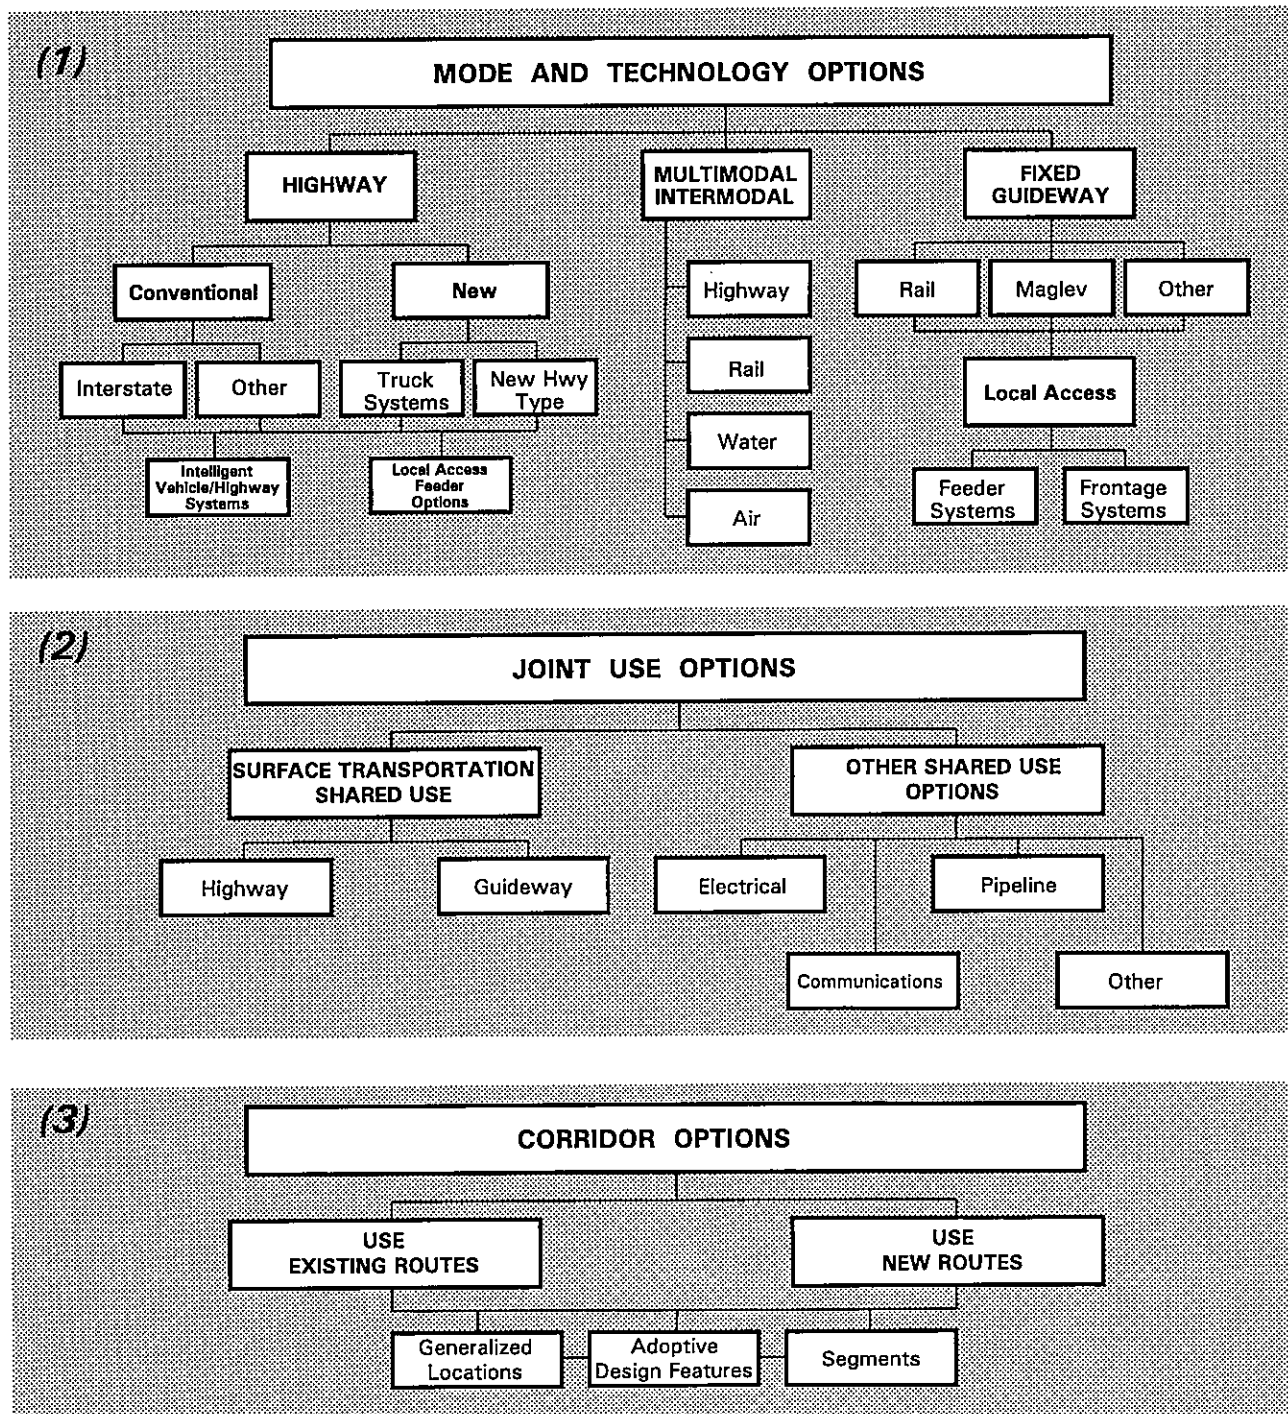 (1)
MODE AND TECHNOLOGY OPTIONS
HIGHWAY
MULTIMODAL
INTERMODAL
FIXED
GUIDEWAY
Conventional
New
Highway
Rail
Maglev
Other
Interstate
Other
Truck
Systems
New Hwy
Type
Rail
Local Access
Intelligent
Vehicle/Highway
Systems
Local Access
Feeder
Options
Water
Air
Feeder
Systems
Frontage
Systems
(2)
JOINT USE OPTIONS
SURFACE TRANSPORTATION
SHARED USE
OTHER SHARED USE
OPTIONS
Highway
Guideway
Electrical
Pipeline
Communications
Other
(3)
CORRIDOR OPTIONS
USE
EXISTING ROUTES
USE
NEW ROUTES
Generalized
Locations
Adoptive
Design Features
Segments